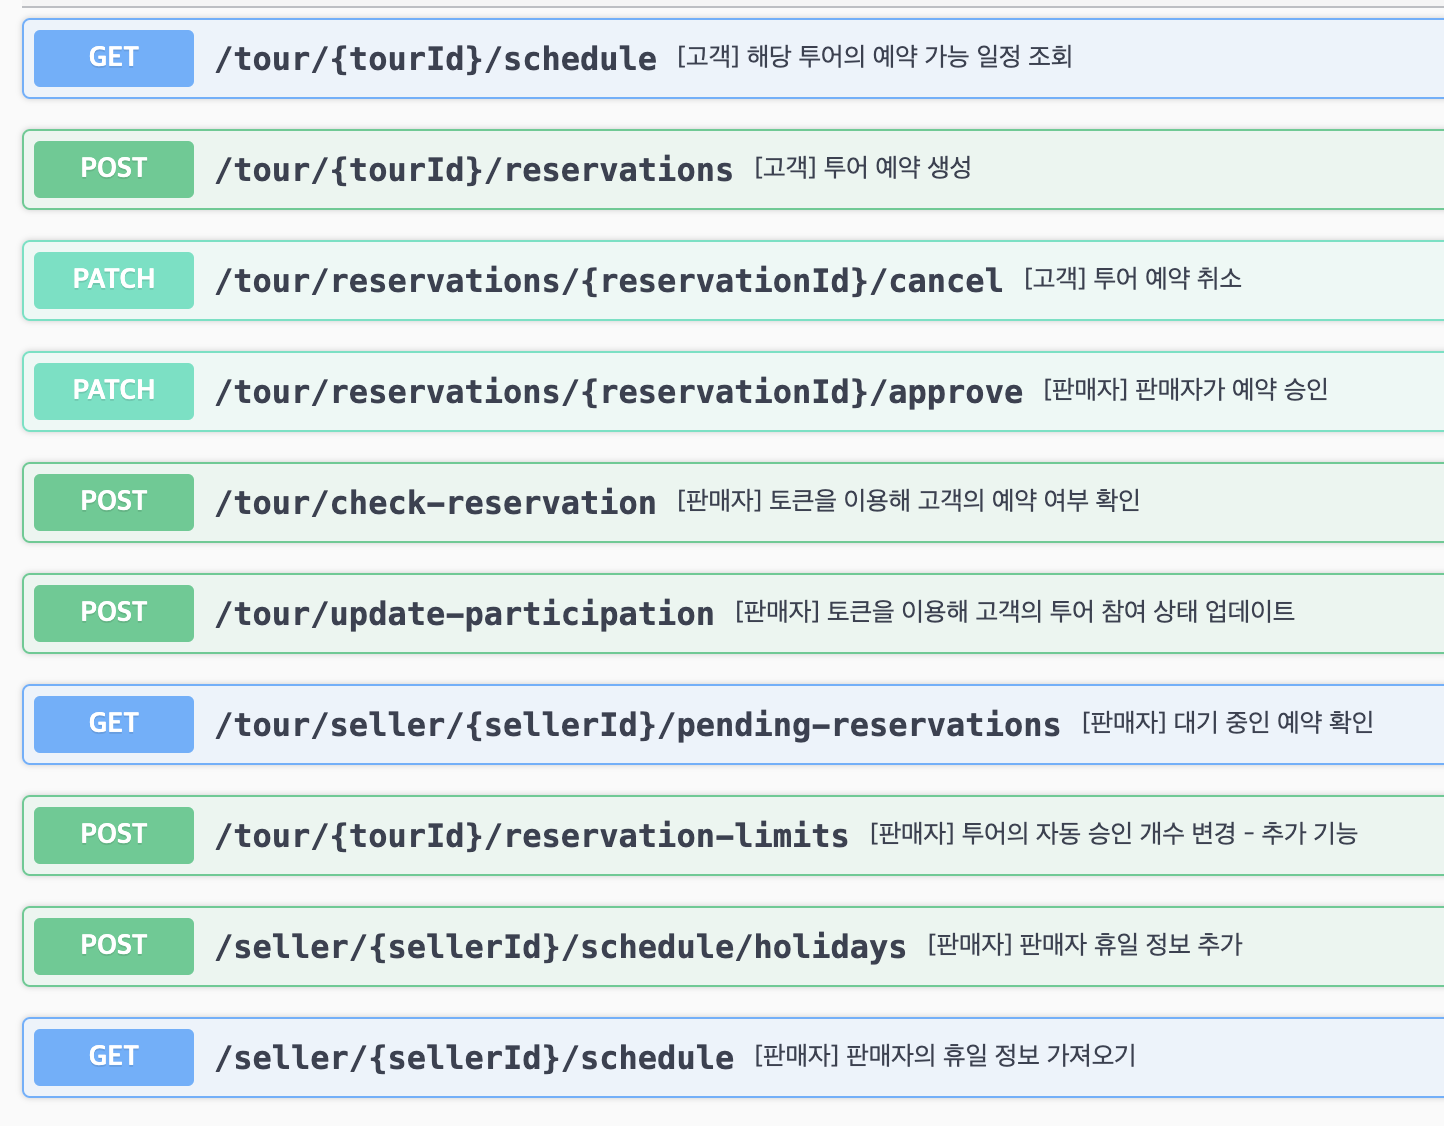 GET /tour/{tourId}/schedule [고객] 해당 투어의 예약 가능 일정 조회
POST /tour/{tourId}/reservations [고객] 투어 예약 생성
PATCH /tour/reservations/{reservationId}/cancel [고객] 투어 예약 취소
PATCH /tour/reservations/{reservationId}/approve [판매자] 판매자가 예약 승인
POST /tour/check-reservation [판매자] 토큰을 이용해 고객의 예약 여부 확인
POST /tour/update-participation [판매자] 토큰을 이용해 고객의 투어 참여 상태 업데이트
GET /tour/seller/{sellerId}/pending-reservations [판매자] 대기 중인 예약 확인
POST /tour/{tourId}/reservation-limits [판매자] 투어의 자동 승인 개수 변경 - 추가 기능
POST /seller/{sellerId}/schedule/holidays [판매자] 판매자 휴일 정보 추가
GET /seller/{sellerId}/schedule [판매자] 판매자의 휴일 정보 가져오기